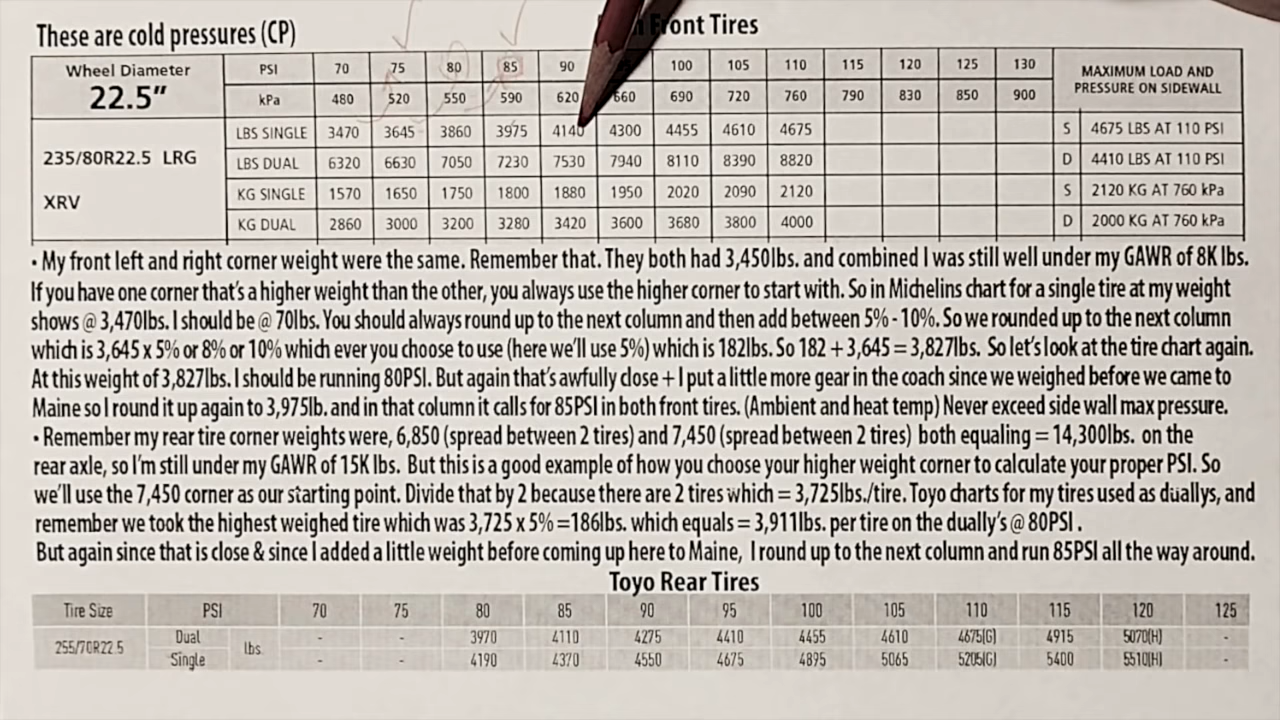 These are cold pressures (CP) Front Tires
Wheel Diameter 22.5" PSI 70 75 80 85 90 100 105 110 115 120 125 130 MAXIMUM LOAD AND PRESSURE ON SIDEWALL
kPa 480 520 550 590 620 660 690 720 760 790 830 850 900
235/80R22.5 LRG XRV LBS SINGLE 3470 3645 3860 3975 4140 4300 4455 4610 4675 S 4675 LBS AT 110 PSI
LBS DUAL 6320 6630 7050 7230 7530 7940 8110 8390 8820 D 4410 LBS AT 110 PSI
KG SINGLE 1570 1650 1750 1800 1880 1950 2020 2090 2120 S 2120 KG AT 760 kPa
KG DUAL 2860 3000 3200 3280 3420 3600 3680 3800 4000 D 2000 KG AT 760 kPa
• My front left and right corner weight were the same. Remember that. They both had 3,450lbs. and combined I was still well under my GAWR of 8K lbs.
If you have one corner that's a higher weight than the other, you always use the higher corner to start with. So in Michelins chart for a single tire at my weight
shows @ 3,470lbs. I should be @ 70lbs. You should always round up to the next column and then add between 5% - 10%. So we rounded up to the next column
which is 3,645 x 5% or 8% or 10% which ever you choose to use (here we'll use 5%) which is 182lbs. So 182 + 3,645 = 3,827lbs. So let's look at the tire chart again.
At this weight of 3,827lbs. I should be running 80PSI. But again that's awfully close + I put a little more gear in the coach since we weighed before we came to
Maine so I round it up again to 3,975lb. and in that column it calls for 85PSI in both front tires. (Ambient and heat temp) Never exceed side wall max pressure.
• Remember my rear tire corner weights were, 6,850 (spread between 2 tires) and 7,450 (spread between 2 tires) both equaling = 14,300lbs. on the
rear axle, so I'm still under my GAWR of 15K lbs. But this is a good example of how you choose your higher weight corner to calculate your proper PSI. So
we'll use the 7,450 corner as our starting point. Divide that by 2 because there are 2 tires which = 3,725lbs./tire. Toyo charts for my tires used as duallys, and
remember we took the highest weighed tire which was 3,725 x 5% =186lbs. which equals = 3,911lbs. per tire on the dually's @ 80PSI .
But again since that is close & since I added a little weight before coming up here to Maine, I round up to the next column and run 85PSI all the way around.
Toyo Rear Tires
Tire Size PSI 70 75 80 85 90 95 100 105 110 115 120 125
255/70R22.5 lbs. Dual - - 3970 4110 4275 4410 4455 4610 4675(G) 4915 5070(H) -
Single - - 4190 4370 4550 4675 4895 5065 5205(G) 5400 5510(H) -